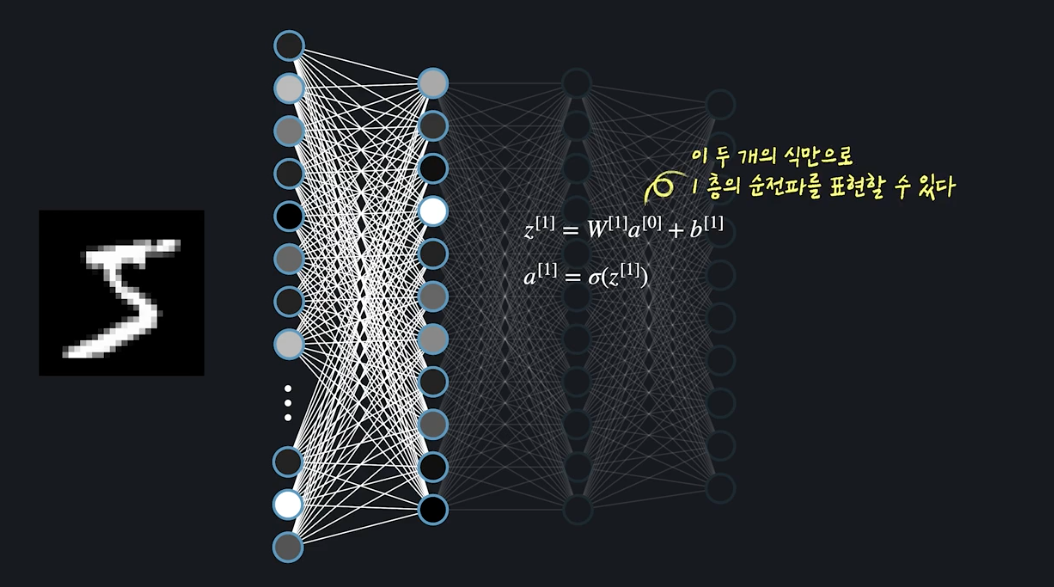 이 두 개의 식만으로
1 층의 순전파를 표현할 수 있다
z^[1] = W^[1]a^[0] + b^[1]
a^[1] = σ(z^[1])